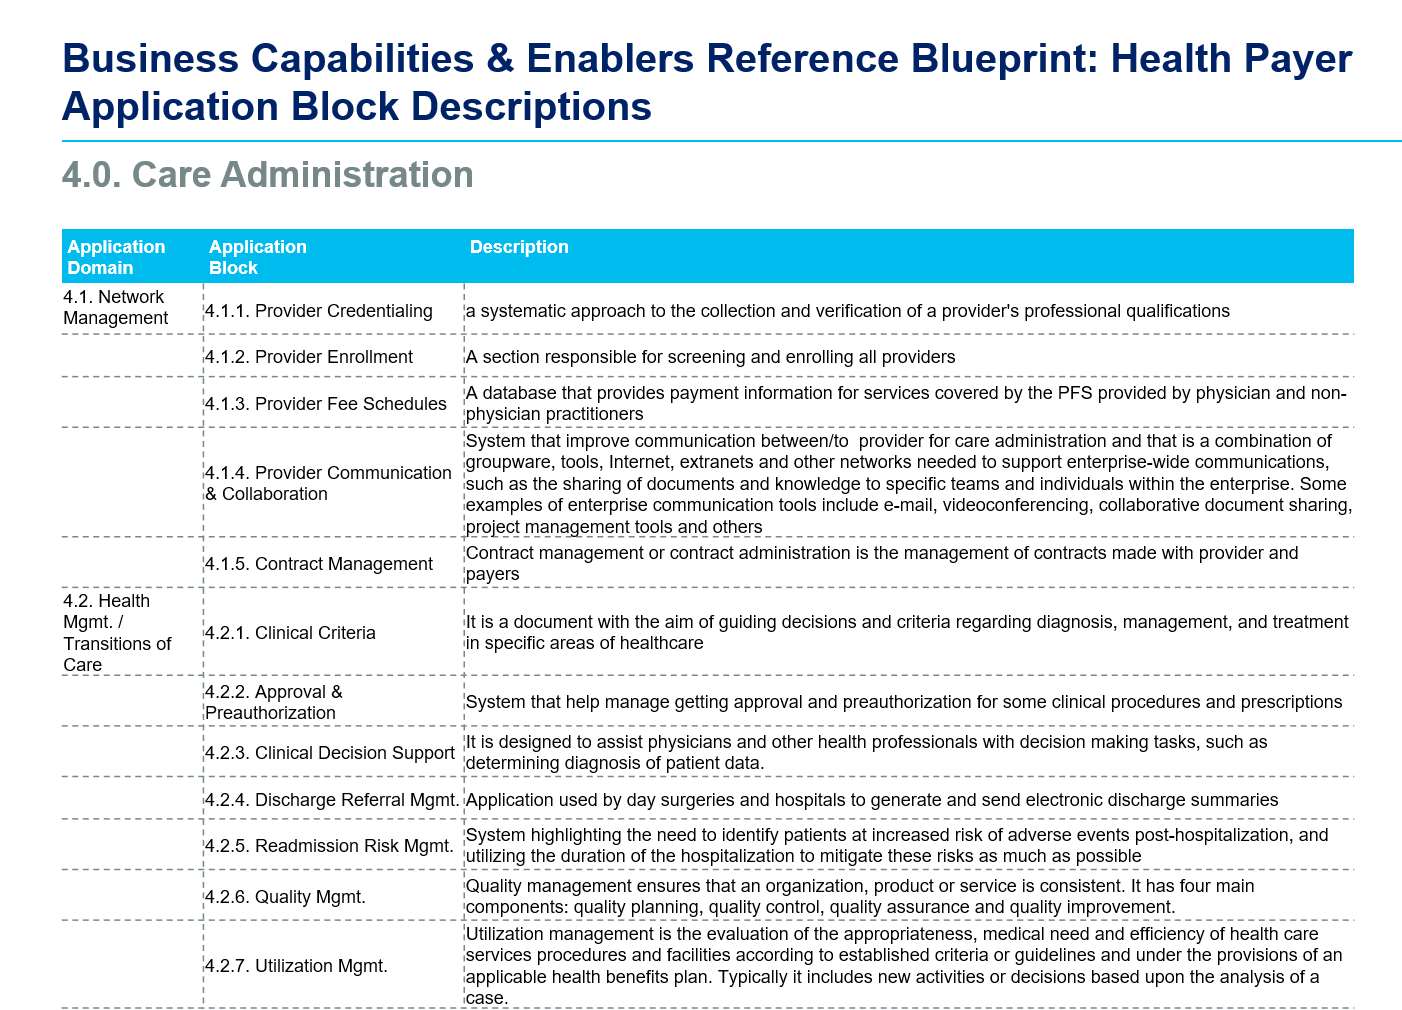 Business Capabilities & Enablers Reference Blueprint: Health Payer
Application Block Descriptions
4.0. Care Administration
Application
Domain
Application
Block
Description
4.1. Network
Management
4.1.1. Provider Credentialing
a systematic approach to the collection and verification of a provider's professional qualifications
4.1.2. Provider Enrollment
A section responsible for screening and enrolling all providers
4.1.3. Provider Fee Schedules
A database that provides payment information for services covered by the PFS provided by physician and non-
physician practitioners
4.1.4. Provider Communication
& Collaboration
System that improve communication between/to  provider for care administration and that is a combination of
groupware, tools, Internet, extranets and other networks needed to support enterprise-wide communications,
such as the sharing of documents and knowledge to specific teams and individuals within the enterprise. Some
examples of enterprise communication tools include e-mail, videoconferencing, collaborative document sharing,
project management tools and others
4.1.5. Contract Management
Contract management or contract administration is the management of contracts made with provider and
payers
4.2. Health
Mgmt. /
Transitions of
Care
4.2.1. Clinical Criteria
It is a document with the aim of guiding decisions and criteria regarding diagnosis, management, and treatment
in specific areas of healthcare
4.2.2. Approval &
Preauthorization
System that help manage getting approval and preauthorization for some clinical procedures and prescriptions
4.2.3. Clinical Decision Support
It is designed to assist physicians and other health professionals with decision making tasks, such as
determining diagnosis of patient data.
4.2.4. Discharge Referral Mgmt.
Application used by day surgeries and hospitals to generate and send electronic discharge summaries
4.2.5. Readmission Risk Mgmt.
System highlighting the need to identify patients at increased risk of adverse events post-hospitalization, and
utilizing the duration of the hospitalization to mitigate these risks as much as possible
4.2.6. Quality Mgmt.
Quality management ensures that an organization, product or service is consistent. It has four main
components: quality planning, quality control, quality assurance and quality improvement.
4.2.7. Utilization Mgmt.
Utilization management is the evaluation of the appropriateness, medical need and efficiency of health care
services procedures and facilities according to established criteria or guidelines and under the provisions of an
applicable health benefits plan. Typically it includes new activities or decisions based upon the analysis of a
case.